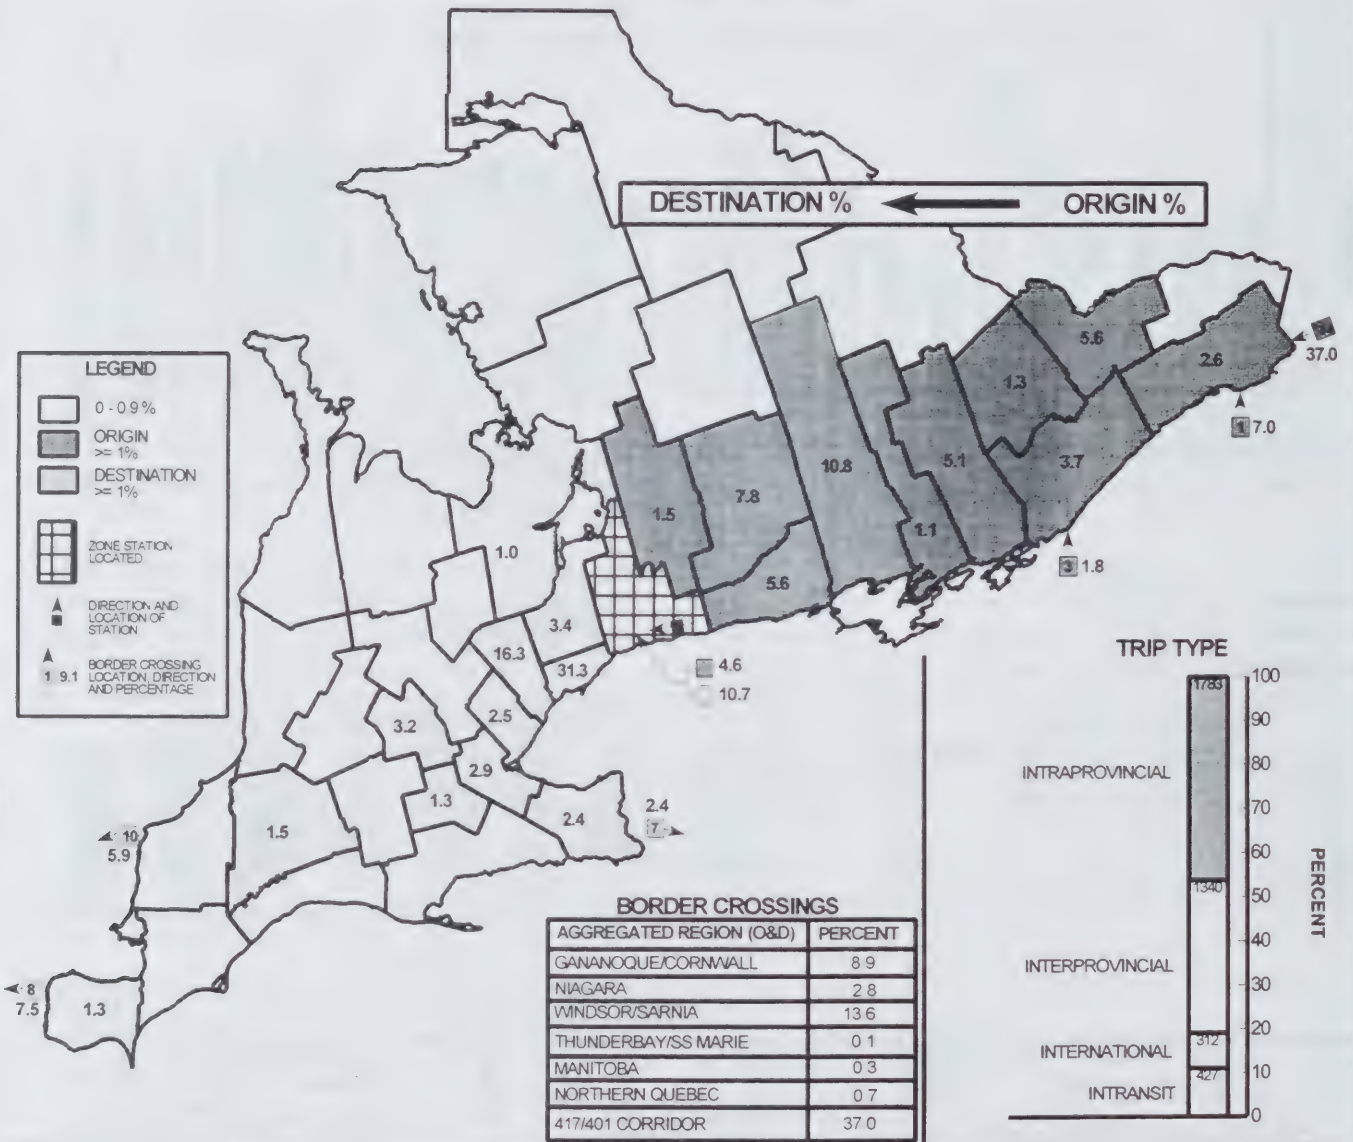 DESTINATION % ORIGIN %
LEGEND
0 - 0.9 %
ORIGIN
>= 1%
DESTINATION
>= 1%
ZONE STATION
LOCATED
DIRECTION AND
LOCATION OF
STATION
1 9.1 BORDER CROSSING
LOCATION, DIRECTION
AND PERCENTAGE
5.6
2.6
37.0
1.3
1 7.0
5.1
3.7
10.8
7.8
1.5
1.1
3 1.8
1.0
5.6
3.4
16.3
31.3
4.6
10.7
2.5
3.2
2.9
1.3
2.4
2.4
7
1.5
10
5.9
8
7.5
1.3
BORDER CROSSINGS
AGGREGATED REGION (O&D) PERCENT
GANANOQUE/CORNWALL 8 9
NIAGARA 2 8
WINDSOR/SARNIA 13 6
THUNDERBAY/SS MARIE 0 1
MANITOBA 0 3
NORTHERN QUEBEC 0 7
417/401 CORRIDOR 37 0
TRIP TYPE
1783 100
90
80
INTRAPROVINCIAL
70
60
50
1340
40
INTERPROVINCIAL
30
20
312
INTERNATIONAL
10
427
INTRANSIT
0
PERCENT